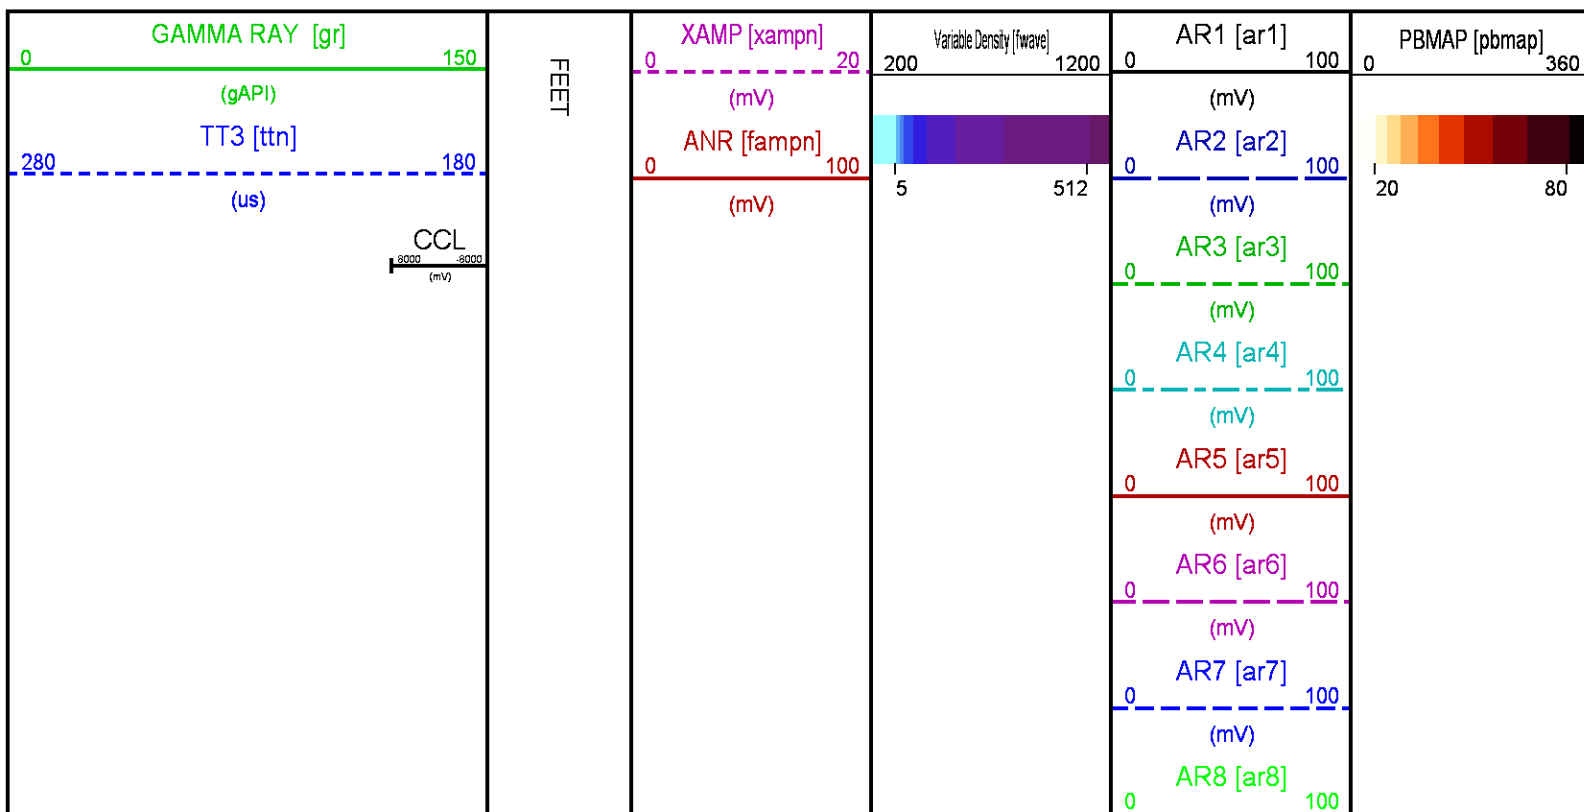 GAMMA RAY [gr]
0 150
(gAPI)
TT3 [ttn]
280 180
(us)
CCL
8000 -8000
(mV)
FEET
XAMP [xampn]
0 20
(mV)
ANR [fampn]
0 100
(mV)
Variable Density [fwave]
200 1200
5 512
AR1 [ar1]
0 100
(mV)
AR2 [ar2]
0 100
(mV)
AR3 [ar3]
0 100
(mV)
AR4 [ar4]
0 100
(mV)
AR5 [ar5]
0 100
(mV)
AR6 [ar6]
0 100
(mV)
AR7 [ar7]
0 100
(mV)
AR8 [ar8]
0 100
PBMAP [pbmap]
0 360
20 80